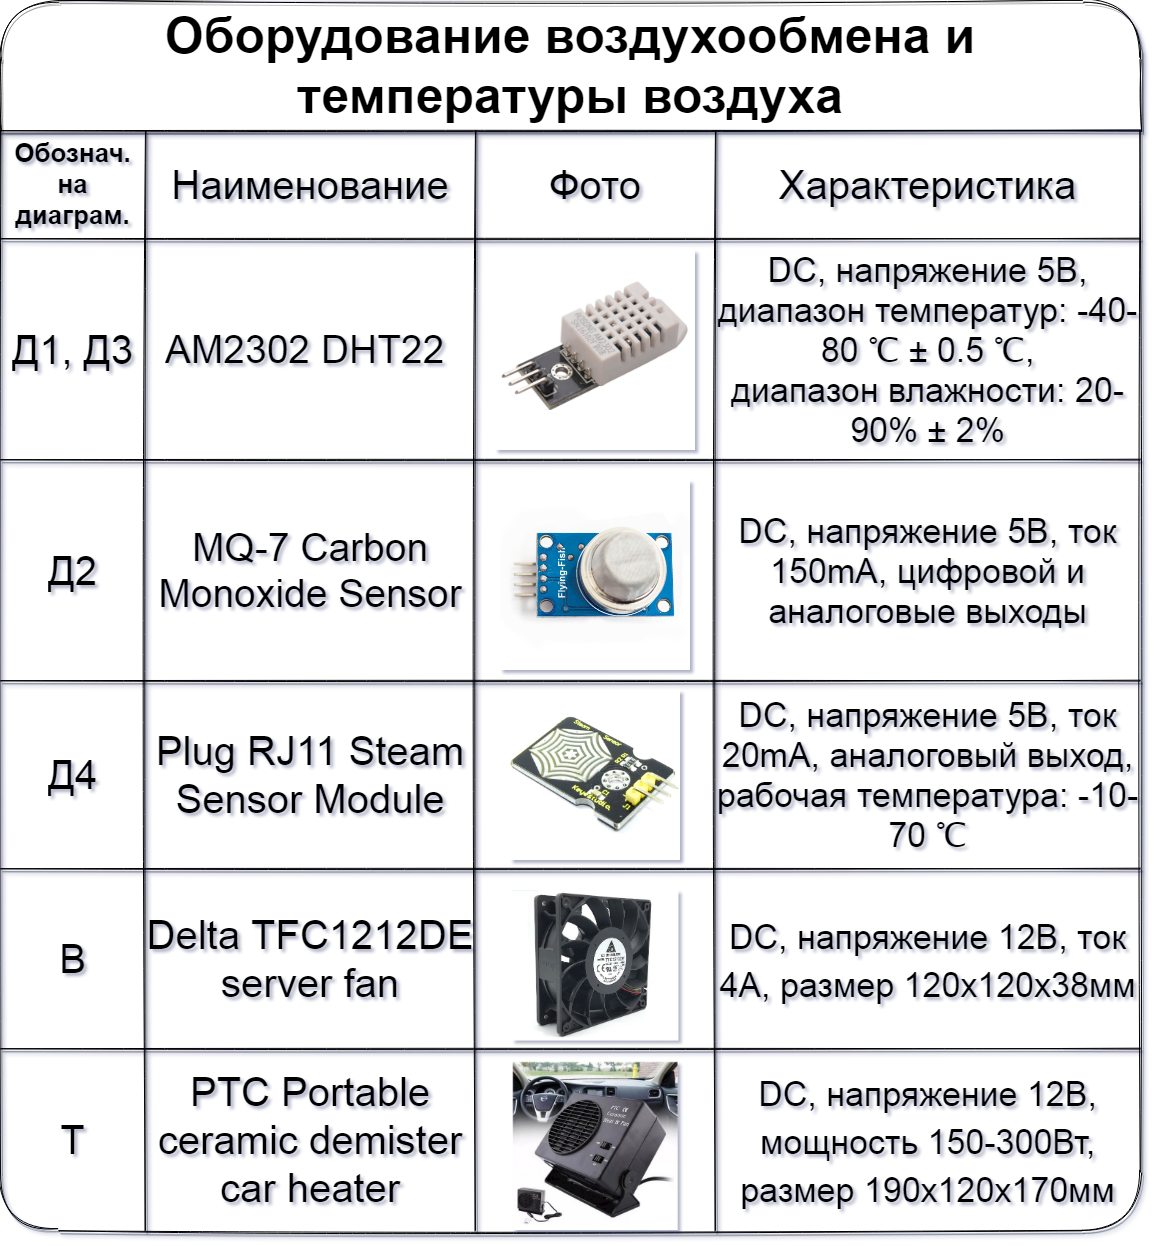 Оборудование воздухообмена и
температуры воздуха
Обознач.
на
диаграм.
Наименование
Фото
Характеристика
Д1, Д3
AM2302 DHT22
DC, напряжение 5В,
диапазон температур: -40-
80 ℃ ± 0.5 ℃,
диапазон влажности: 20-
90% ± 2%
Д2
MQ-7 Carbon
Monoxide Sensor
Flying-Fish
DC, напряжение 5В, ток
150mA, цифровой и
аналоговые выходы
Д4
Plug RJ11 Steam
Sensor Module
Steam Sensor
DC, напряжение 5В, ток
20mA, аналоговый выход,
рабочая температура: -10-
70 ℃
В
Delta TFC1212DE
server fan
DC, напряжение 12В, ток
4А, размер 120х120х38мм
Т
PTC Portable
ceramic demister
car heater
DC, напряжение 12В,
мощность 150-300Вт,
размер 190х120х170мм